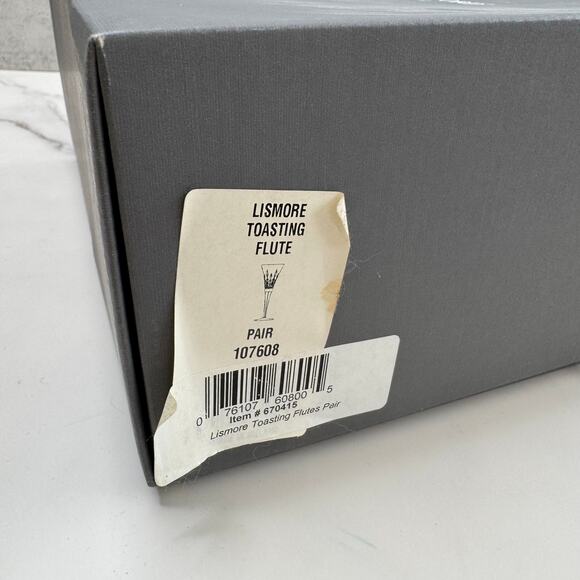 LISMORE
TOASTING
FLUTE
PAIR
107608
0 76107 60800 5
Item # 670415
Lismore Toasting Flutes Pair